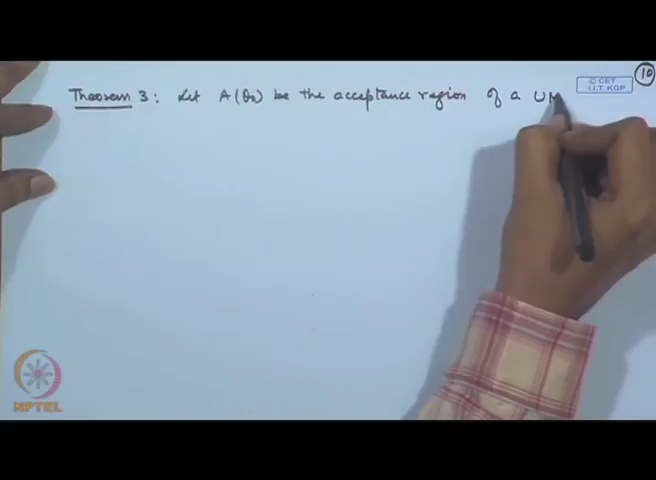 Theorem 3: Let A(θ₀) be the acceptance region of a UM
© CET
I.I.T. KGP
10
NPTEL